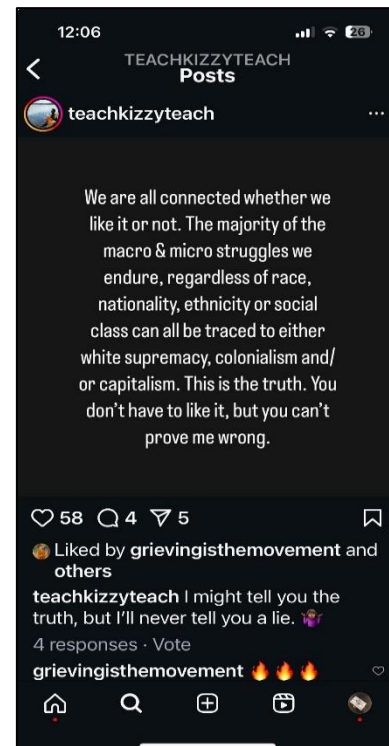 12:06
26
TEACHKIZZYTEACH
Posts
teachkizzyteach
We are all connected whether we
like it or not. The majority of the
macro & micro struggles we
endure, regardless of race,
nationality, ethnicity or social
class can all be traced to either
white supremacy, colonialism and/
or capitalism. This is the truth. You
don't have to like it, but you can't
prove me wrong.
58 4 5
Liked by grievingisthemovement and
others
teachkizzyteach I might tell you the
truth, but I'll never tell you a lie. 🤷🏾‍♀️
4 responses · Vote
grievingisthemovement 🔥🔥🔥